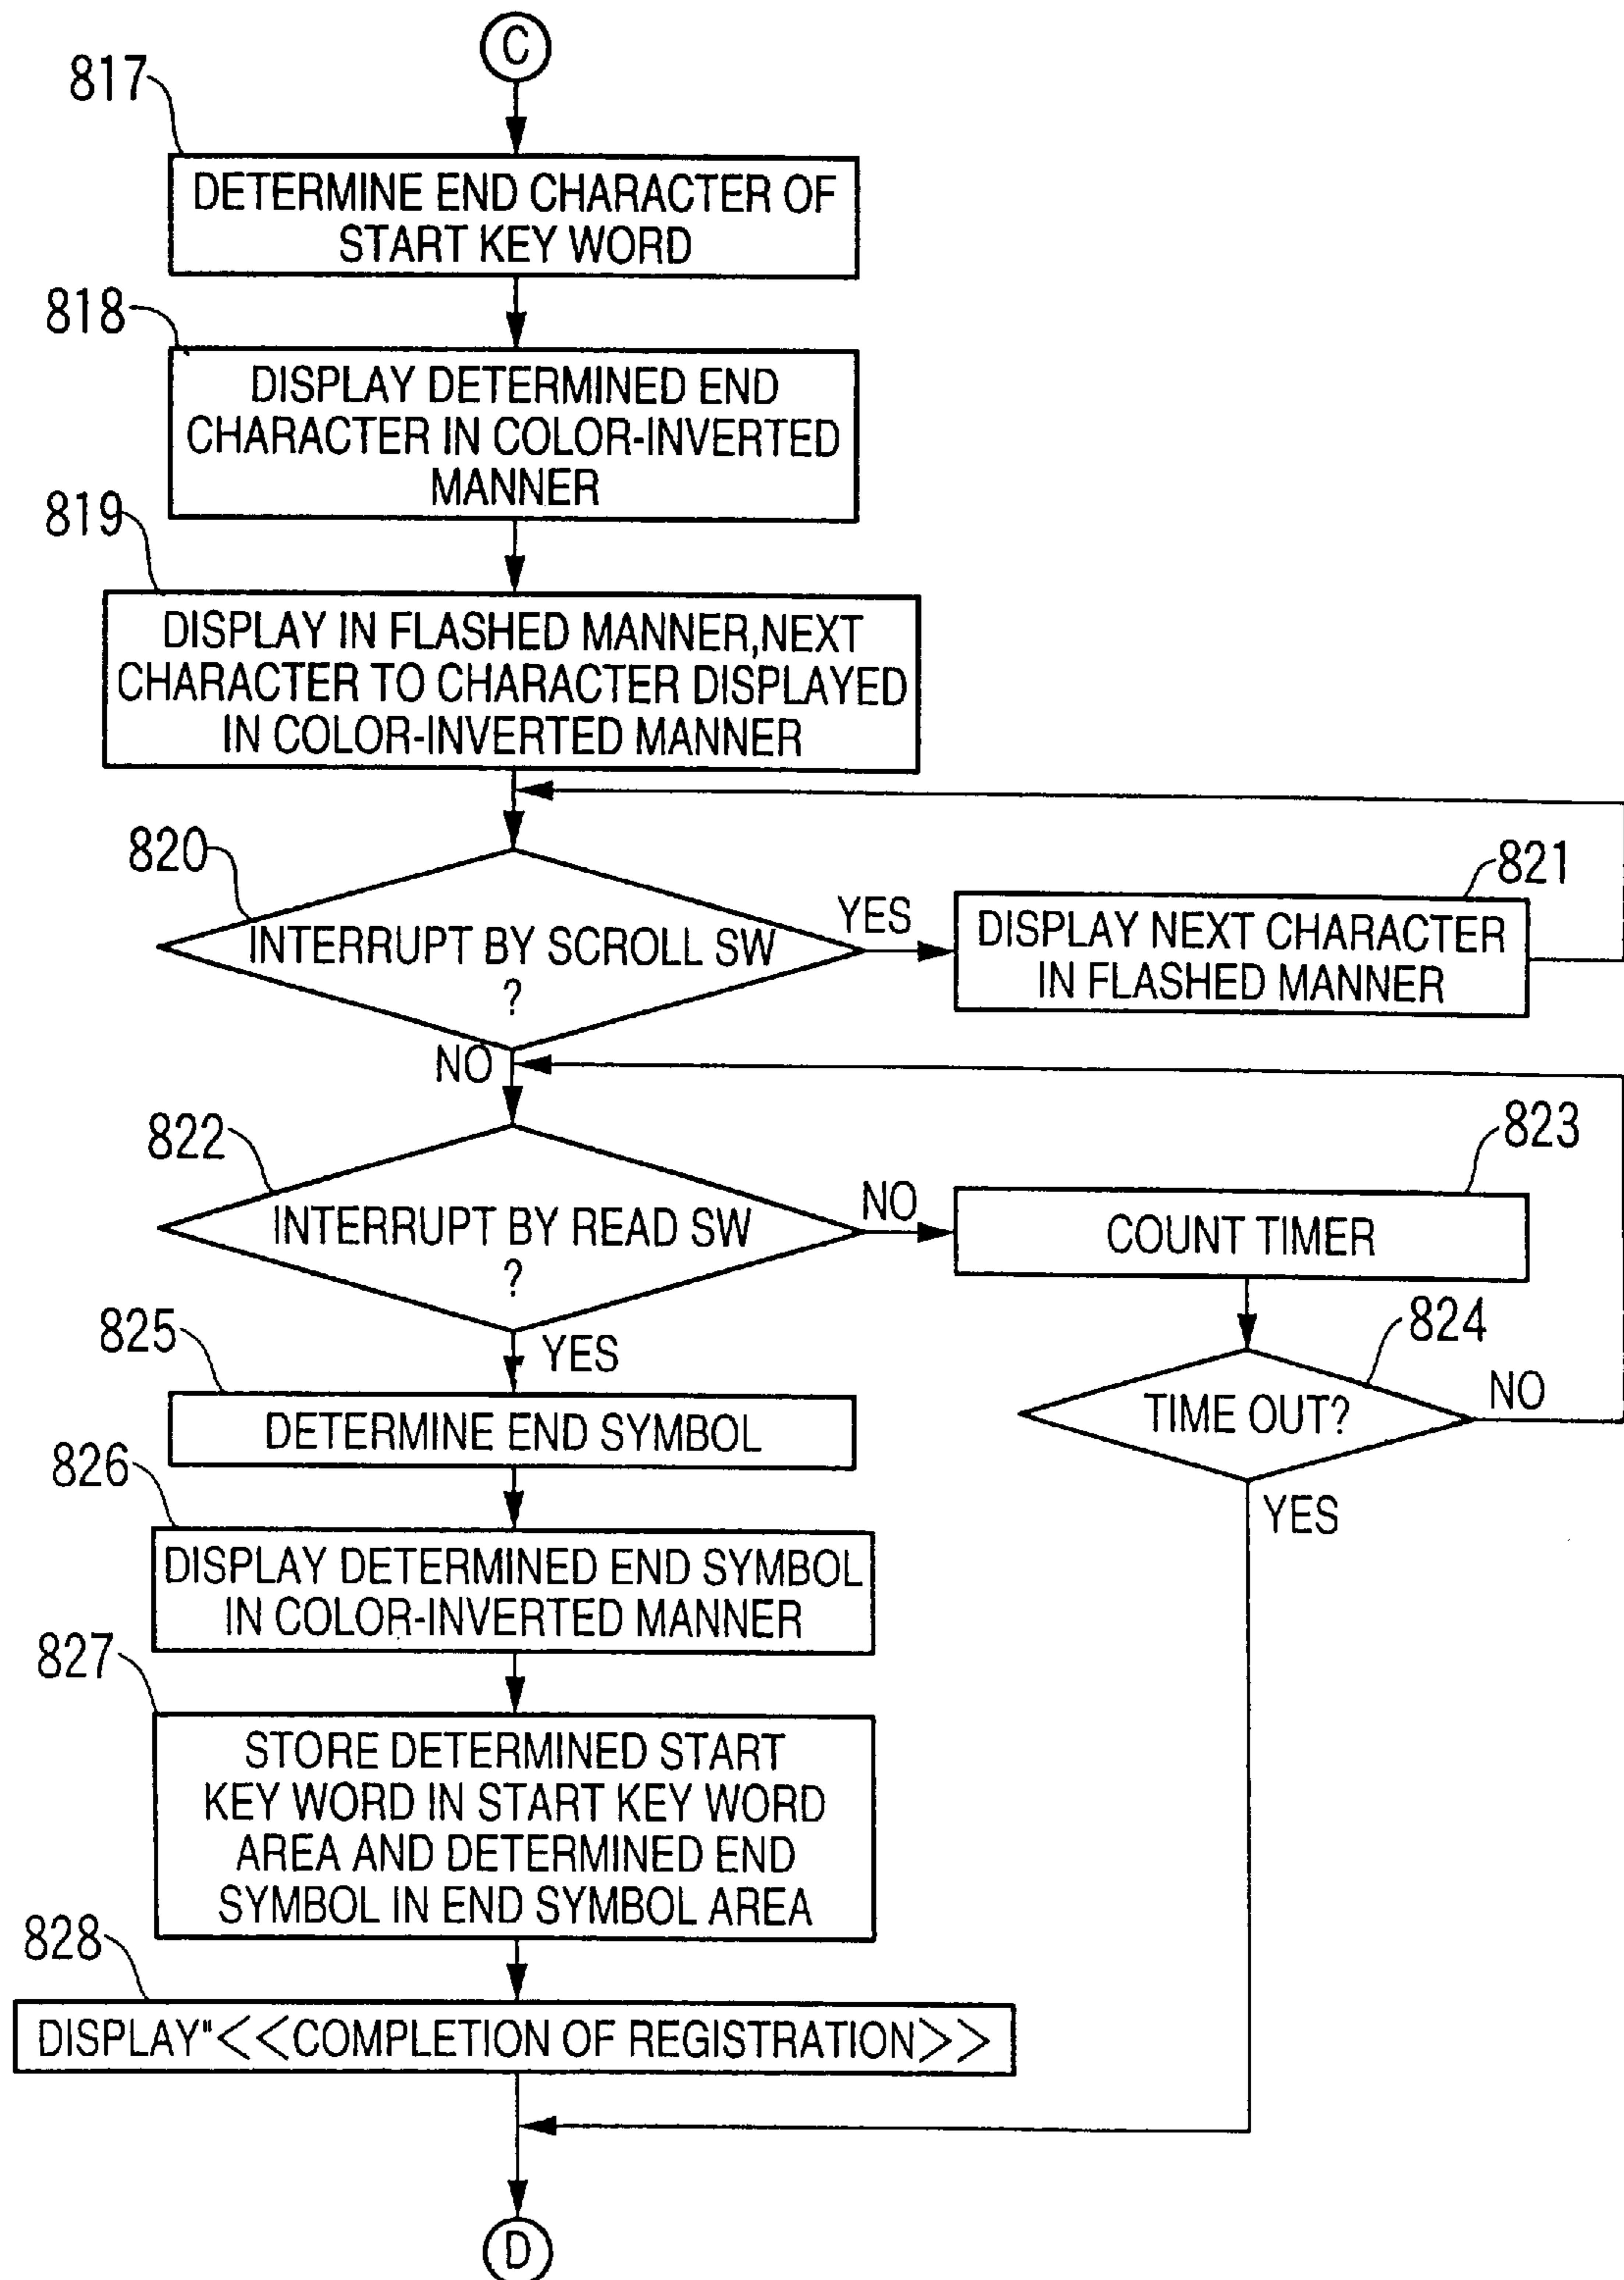 C
817
DETERMINE END CHARACTER OF
START KEY WORD
818
DISPLAY DETERMINED END
CHARACTER IN COLOR-INVERTED
MANNER
819
DISPLAY IN FLASHED MANNER,NEXT
CHARACTER TO CHARACTER DISPLAYED
IN COLOR-INVERTED MANNER
820
INTERRUPT BY SCROLL SW
?
YES
821
DISPLAY NEXT CHARACTER
IN FLASHED MANNER
NO
822
INTERRUPT BY READ SW
?
NO
823
COUNT TIMER
824
TIME OUT?
NO
YES
YES
825
DETERMINE END SYMBOL
826
DISPLAY DETERMINED END SYMBOL
IN COLOR-INVERTED MANNER
827
STORE DETERMINED START
KEY WORD IN START KEY WORD
AREA AND DETERMINED END
SYMBOL IN END SYMBOL AREA
828
DISPLAY"<<COMPLETION OF REGISTRATION>>
D